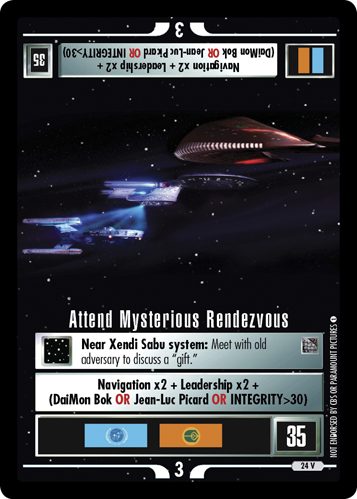 3
Navigation x2 + Leadership x2 +
(DaiMon Bok OR Jean-Luc Picard OR INTEGRITY>30)
35
Attend Mysterious Rendezvous
Near Xendi Sabu system: Meet with old
adversary to discuss a “gift.”
Navigation x2 + Leadership x2 +
(DaiMon Bok OR Jean-Luc Picard OR INTEGRITY>30)
35
3
24 V
NOT ENDORSED BY CBS OR PARAMOUNT PICTURES